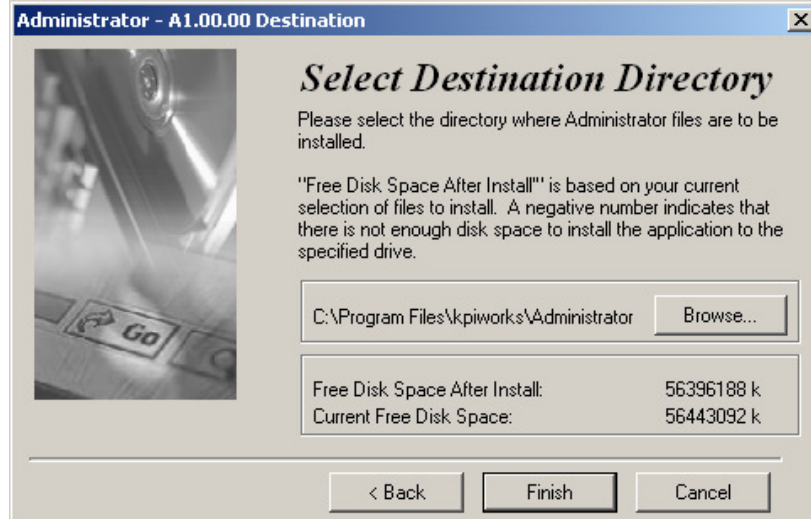 Administrator - A1.00.00 Destination
Select Destination Directory
Please select the directory where Administrator files are to be
installed.
"Free Disk Space After Install"' is based on your current
selection of files to install.  A negative number indicates that
there is not enough disk space to install the application to the
specified drive.
C:\Program Files\kpiworks\Administrator
Browse...
Free Disk Space After Install: 56396188 k
Current Free Disk Space: 56443092 k
Go
< Back
Finish
Cancel